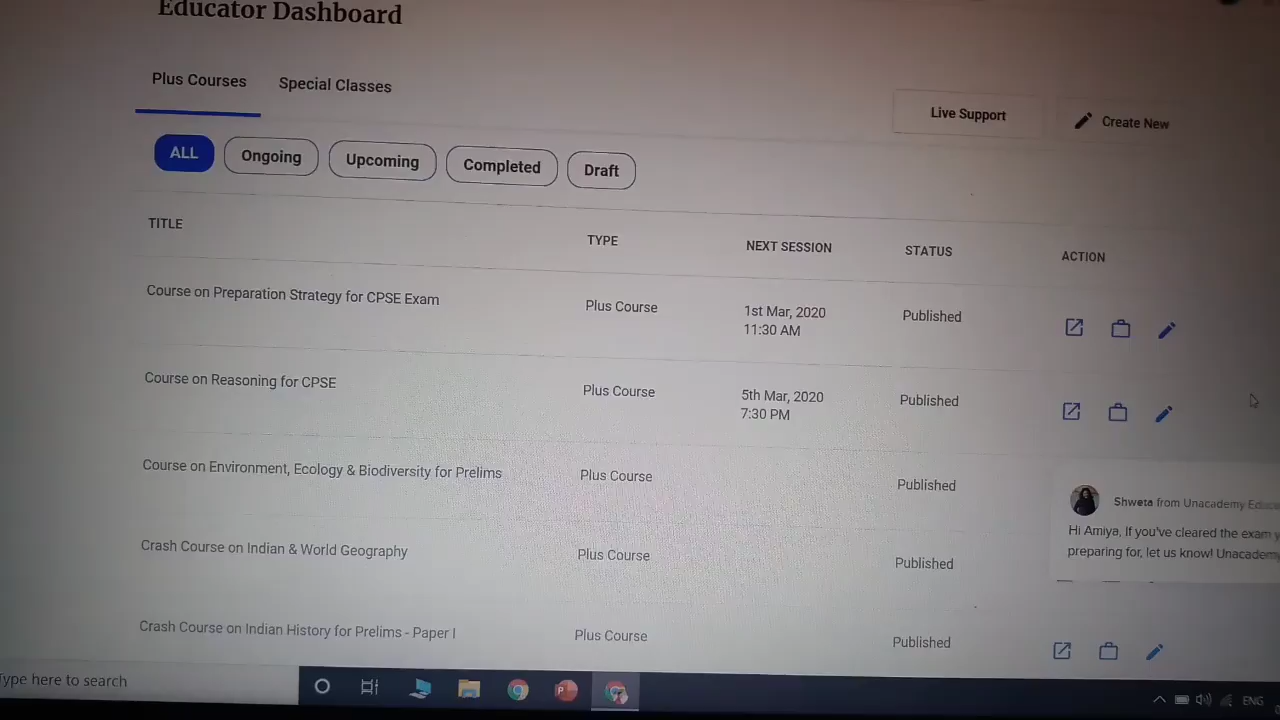 Educator Dashboard
Plus Courses
Special Classes
Live Support
Create New
ALL
Ongoing
Upcoming
Completed
Draft
TITLE
TYPE
NEXT SESSION
STATUS
ACTION
Course on Preparation Strategy for CPSE Exam
Plus Course
1st Mar, 2020
11:30 AM
Published
Course on Reasoning for CPSE
Plus Course
5th Mar, 2020
7:30 PM
Published
Course on Environment, Ecology & Biodiversity for Prelims
Plus Course
Published
Shweta from Unacademy
Hi Amiya, If you've cleared the exam
preparing for, let us know! Unacademy
Crash Course on Indian & World Geography
Plus Course
Published
Crash Course on Indian History for Prelims - Paper I
Plus Course
Published
Type here to search
ENG